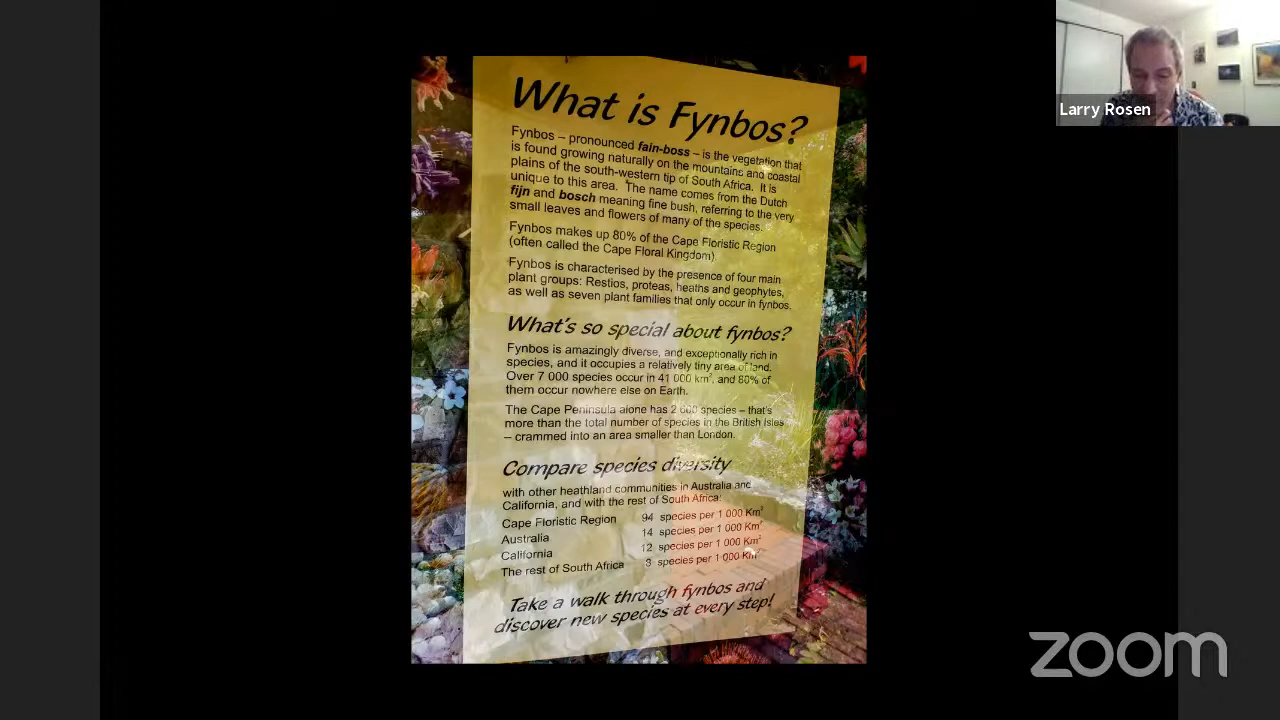 Larry Rosen
What is Fynbos?
Fynbos – pronounced fain-boss – is the vegetation that
is found growing naturally on the mountains and coastal
plains of the south-western tip of South Africa. It is
unique to this area. The name comes from the Dutch
fijn and bosch meaning fine bush, referring to the very
small leaves and flowers of many of the species.
Fynbos makes up 80% of the Cape Floristic Region
(often called the Cape Floral Kingdom)
Fynbos is characterised by the presence of four main
plant groups: Restios, proteas, heaths and geophytes,
as well as seven plant families that only occur in fynbos.
What's so special about fynbos?
Fynbos is amazingly diverse, and exceptionally rich in
species, and it occupies a relatively tiny area of land.
Over 7 000 species occur in 41 000 km², and 80% of
them occur nowhere else on Earth.
The Cape Peninsula alone has 2 600 species – that's
more than the total number of species in the British Isles
– crammed into an area smaller than London.
Compare species diversity
with other heathland communities in Australia and
California, and with the rest of South Africa:
Cape Floristic Region 94 species per 1 000 Km²
Australia 14 species per 1 000 Km²
California 12 species per 1 000 Km²
The rest of South Africa 3 species per 1 000 Km²
Take a walk through fynbos and
discover new species at every step!
zoom